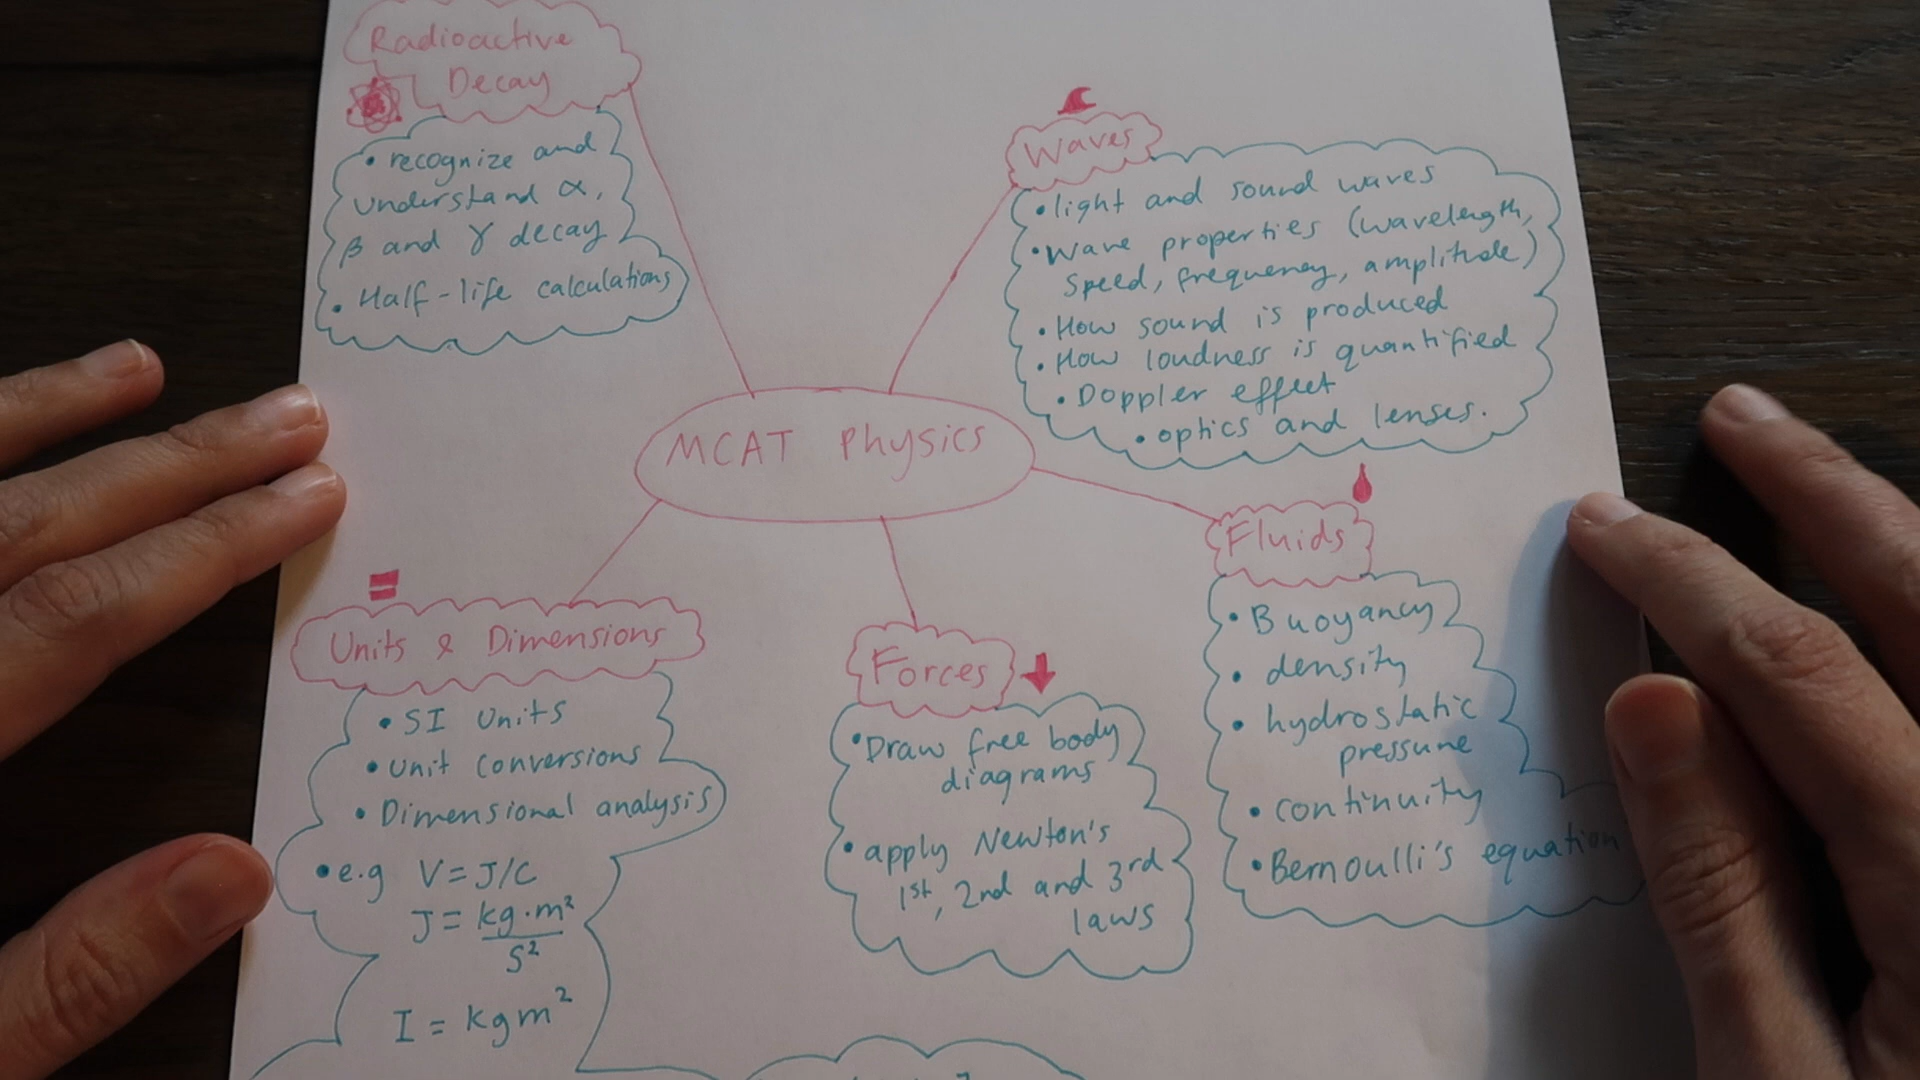 Radioactive
Decay
• recognize and
understand α,
β and γ decay
• Half-life calculations
Waves
• light and sound waves
• Wave properties (wavelength,
speed, frequency, amplitude)
• How sound is produced
• How loudness is quantified
• Doppler effect
• optics and lenses.
MCAT Physics
Fluids
• Buoyancy
• density
• hydrostatic
pressure
• continuity
• Bernoulli's equation
Units & Dimensions
• SI Units
• Unit conversions
• Dimensional analysis
• e.g V = J/C
J = kg·m²
s²
I = kgm²
Forces
• Draw free body
diagrams
• apply Newton's
1st, 2nd and 3rd
laws